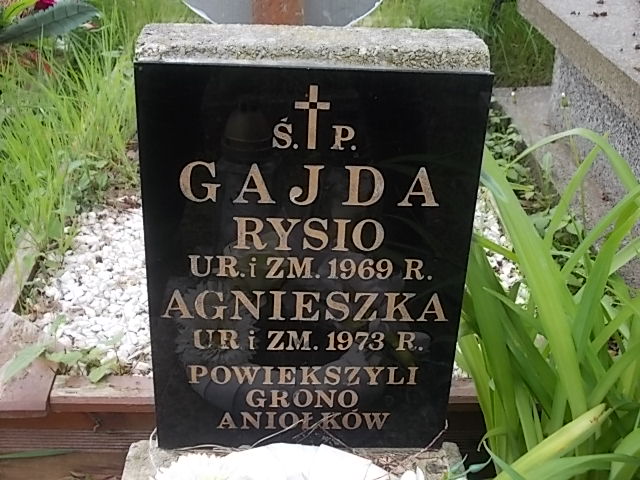 Ś. P.
GAJDA
RYSIO
UR. i ZM. 1969 R.
AGNIESZKA
UR i ZM. 1973 R.
POWIEKSZYLI
GRONO
ANIOŁKÓW